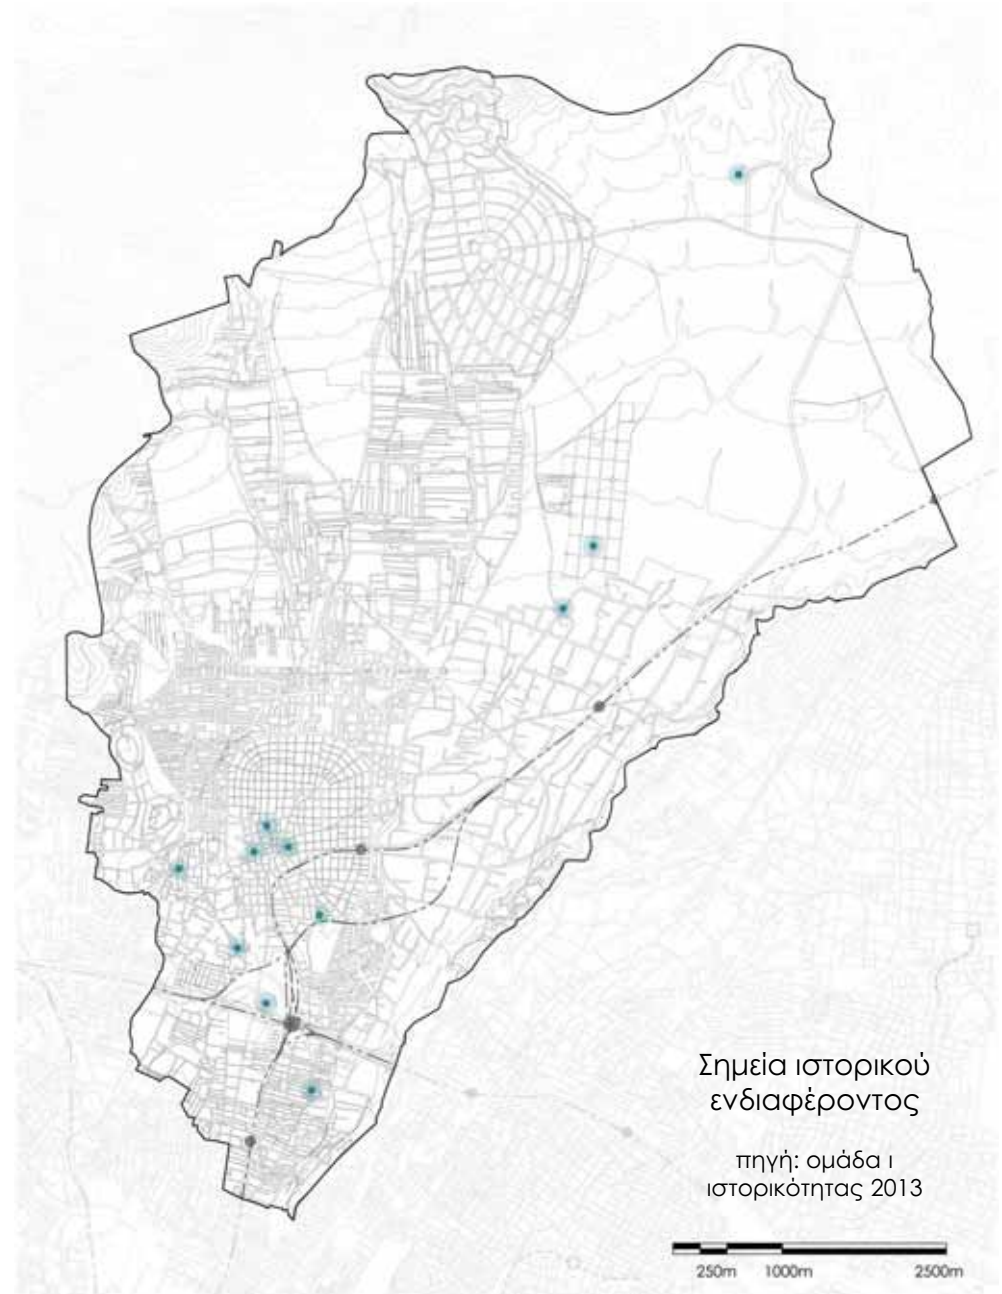 Σημεία ιστορικού
ενδιαφέροντος
πηγή: ομάδα ι
ιστορικότητας 2013
250m 1000m 2500m